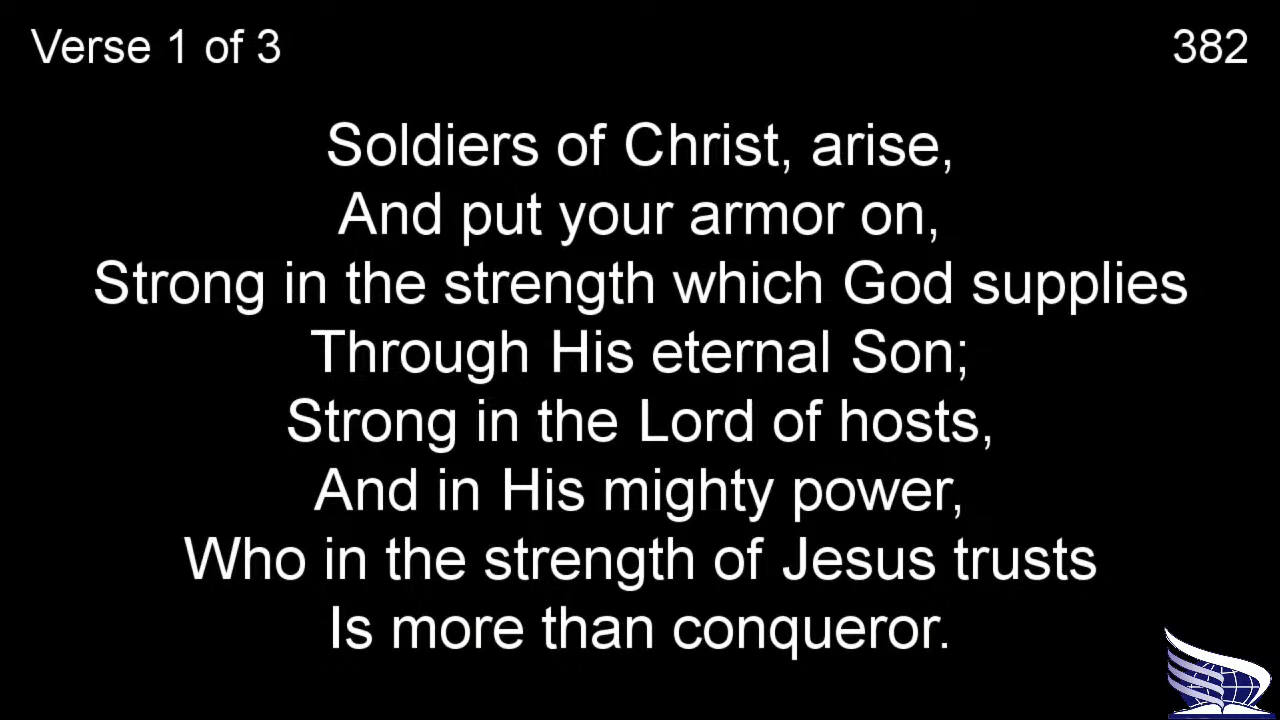 Verse 1 of 3
382
Soldiers of Christ, arise,
And put your armor on,
Strong in the strength which God supplies
Through His eternal Son;
Strong in the Lord of hosts,
And in His mighty power,
Who in the strength of Jesus trusts
Is more than conqueror.